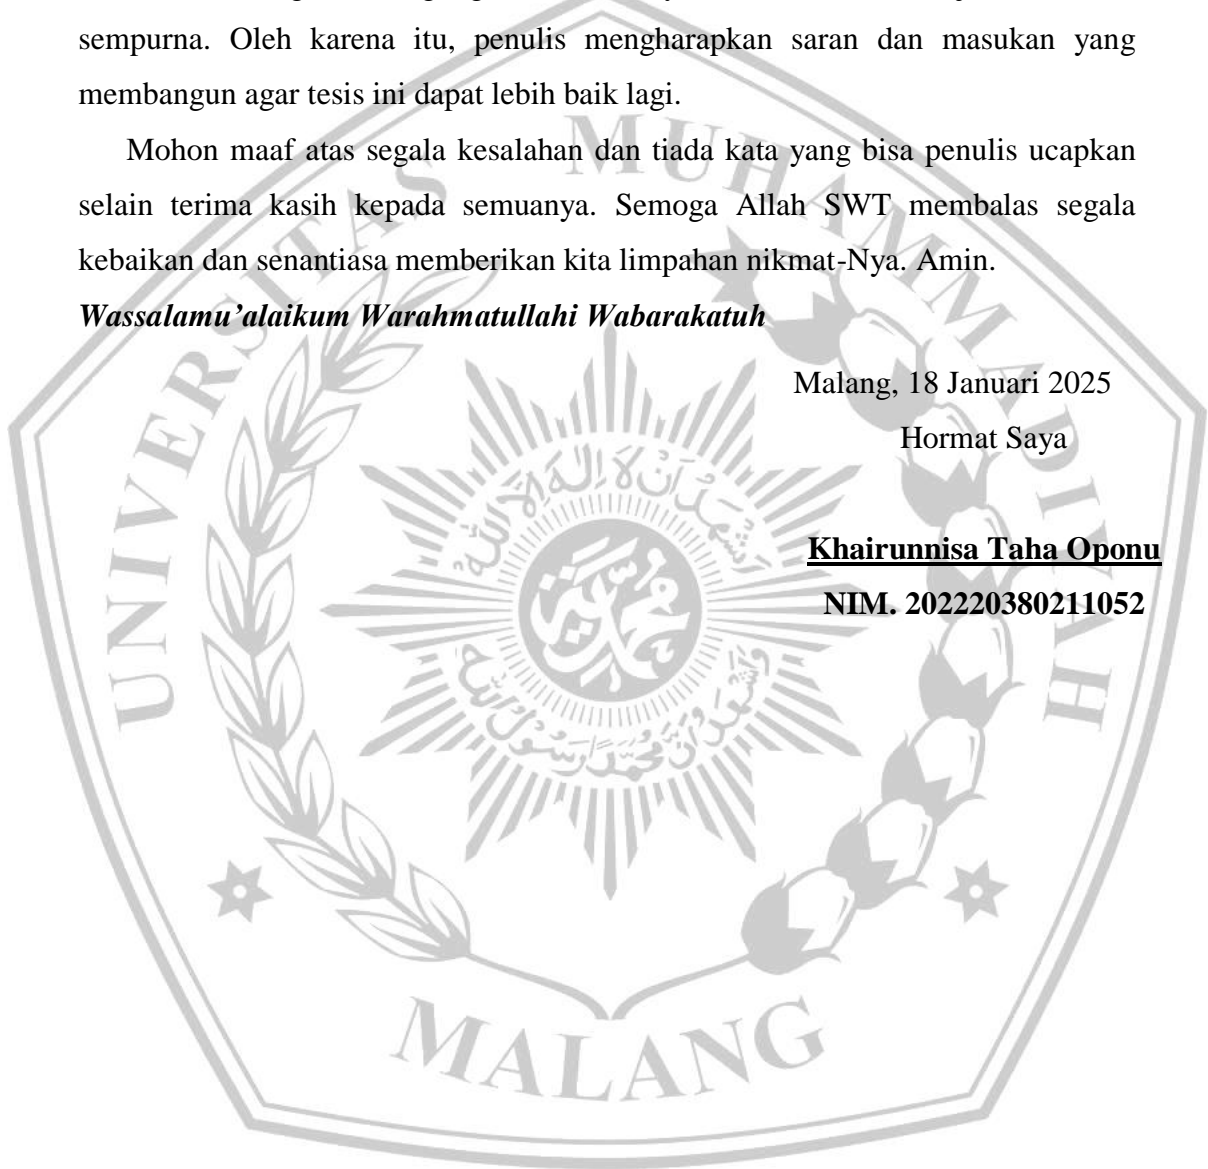 sempurna. Oleh karena itu, penulis mengharapkan saran dan masukan yang
membangun agar tesis ini dapat lebih baik lagi.
Mohon maaf atas segala kesalahan dan tiada kata yang bisa penulis ucapkan
selain terima kasih kepada semuanya. Semoga Allah SWT membalas segala
kebaikan dan senantiasa memberikan kita limpahan nikmat-Nya. Amin.
Wassalamu’alaikum Warahmatullahi Wabarakatuh
Malang, 18 Januari 2025
Hormat Saya
Khairunnisa Taha Oponu
NIM. 202220380211052
UNIVERSITAS MUHAMMADIYAH
MALANG